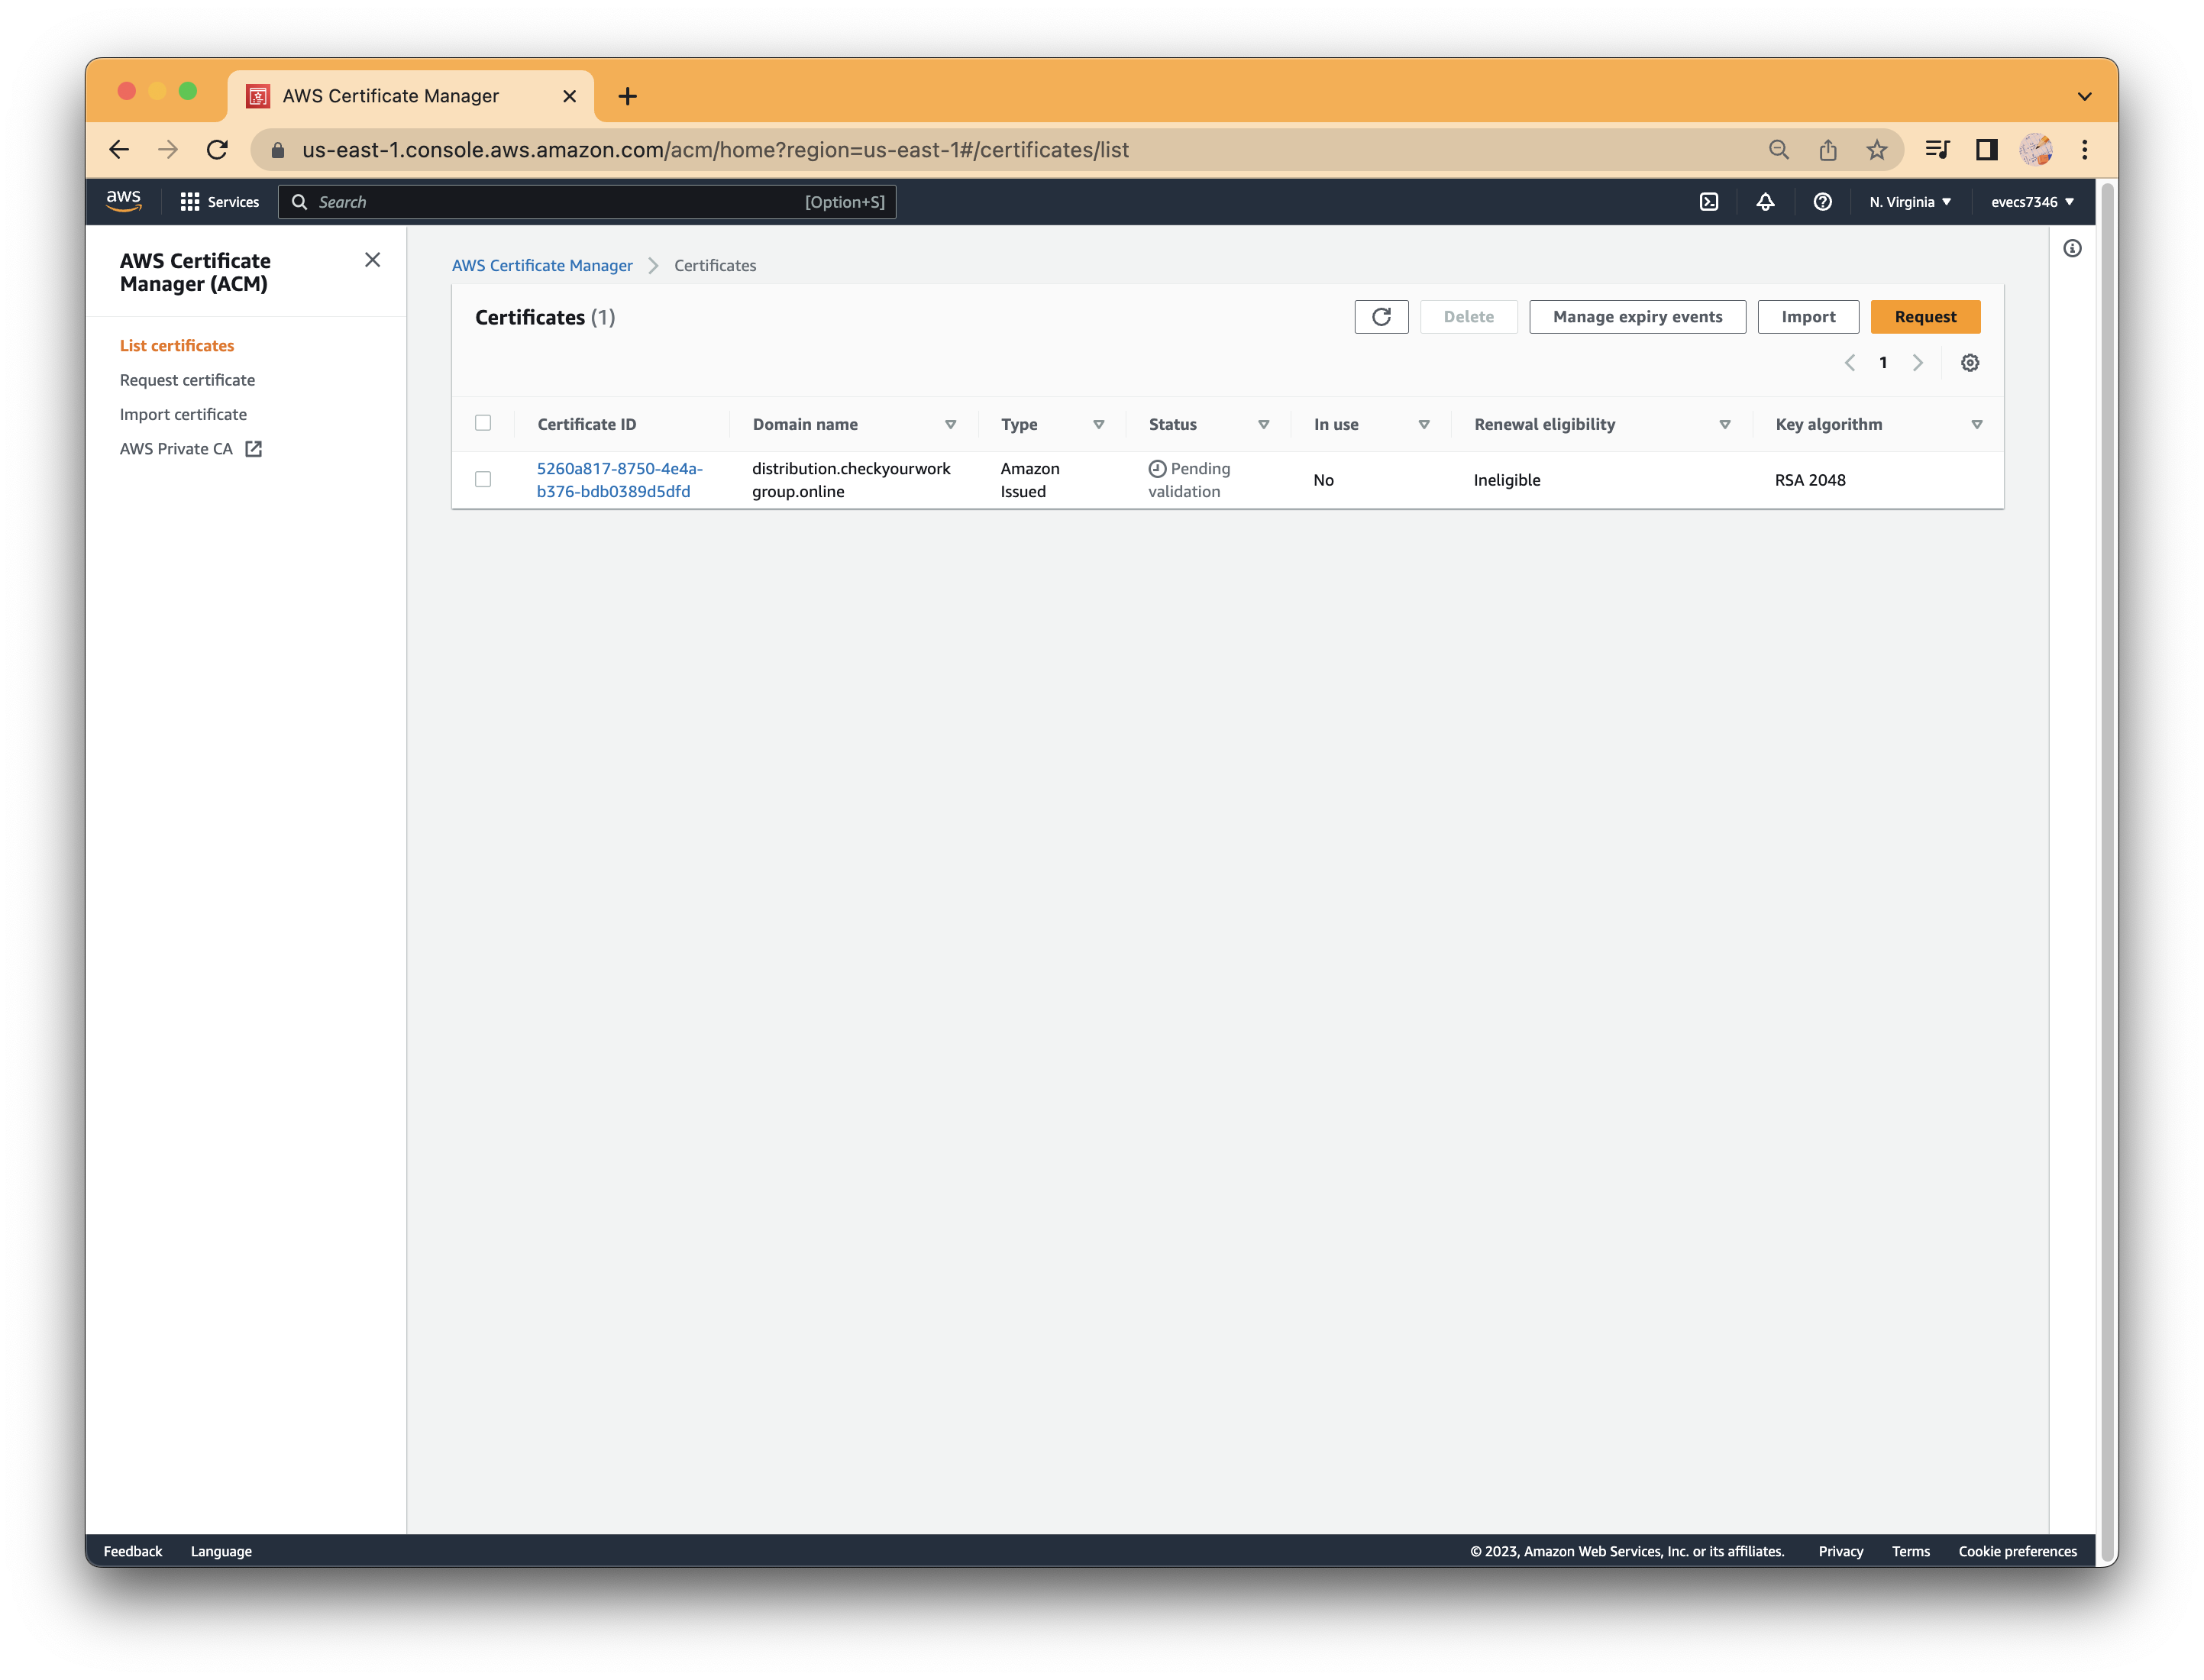 AWS Certificate Manager
us-east-1.console.aws.amazon.com/acm/home?region=us-east-1#/certificates/list
aws
Services
Search
[Option+S]
N. Virginia
evecs7346
AWS Certificate
Manager (ACM)
List certificates
Request certificate
Import certificate
AWS Private CA
AWS Certificate Manager
Certificates
Certificates (1)
Delete
Manage expiry events
Import
Request
1
Certificate ID
Domain name
Type
Status
In use
Renewal eligibility
Key algorithm
5260a817-8750-4e4a-
b376-bdb0389d5dfd
distribution.checkyourwork
group.online
Amazon
Issued
Pending
validation
No
Ineligible
RSA 2048
Feedback
Language
© 2023, Amazon Web Services, Inc. or its affiliates.
Privacy
Terms
Cookie preferences